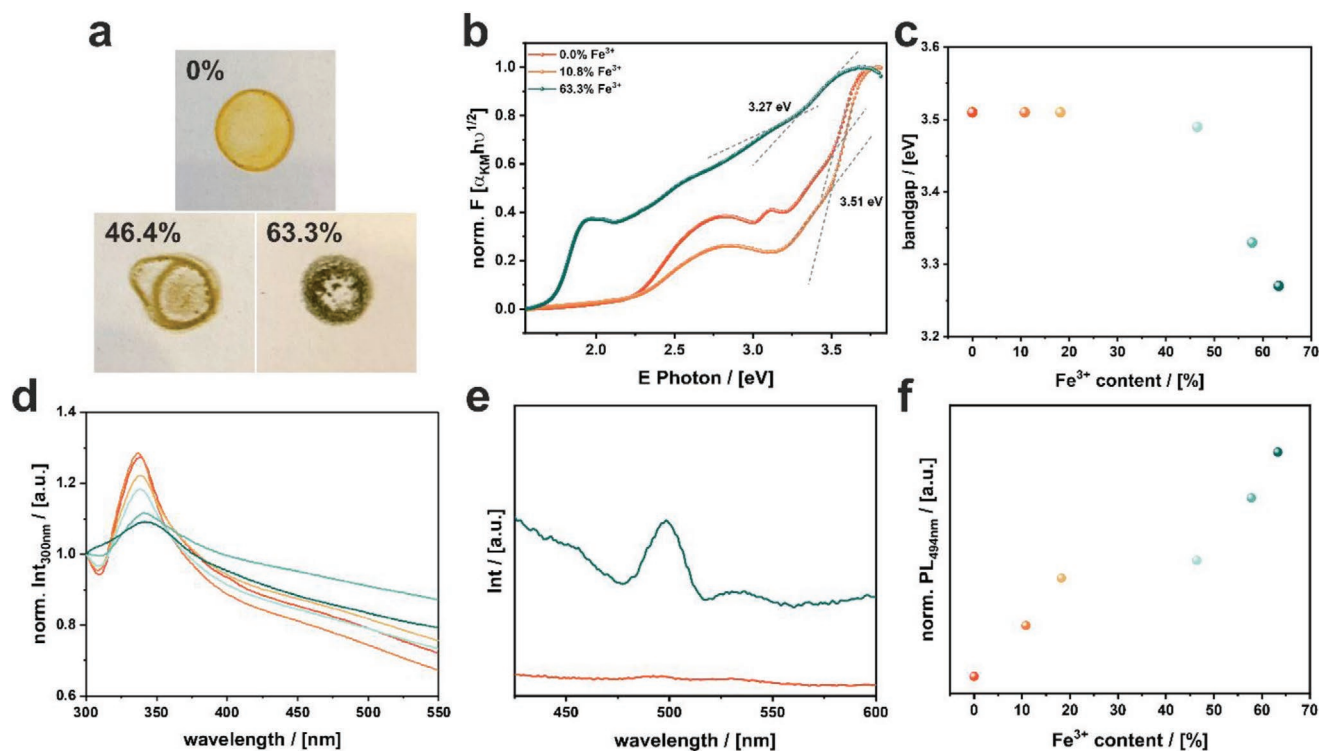 a
0%
46.4%
63.3%
b
norm. F [α_KM hυ^1/2]
1.0
0.8
0.6
0.4
0.2
0.0
0.0% Fe³⁺
10.8% Fe³⁺
63.3% Fe³⁺
3.27 eV
3.51 eV
2.0 2.5 3.0 3.5
E Photon / [eV]
c
bandgap / [eV]
3.6
3.5
3.4
3.3
3.2
0 10 20 30 40 50 60 70
Fe³⁺ content / [%]
d
norm. Int_300nm / [a.u.]
1.4
1.2
1.0
0.8
0.6
300 350 400 450 500 550
wavelength / [nm]
e
Int / [a.u.]
450 500 550 600
wavelength / [nm]
f
norm. PL_494nm / [a.u.]
0 10 20 30 40 50 60 70
Fe³⁺ content / [%]